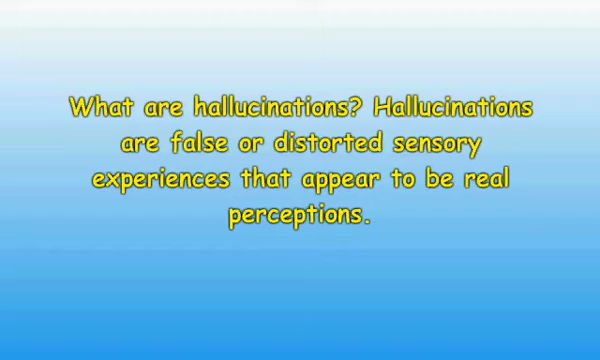 What are hallucinations? Hallucinations
are false or distorted sensory
experiences that appear to be real
perceptions.